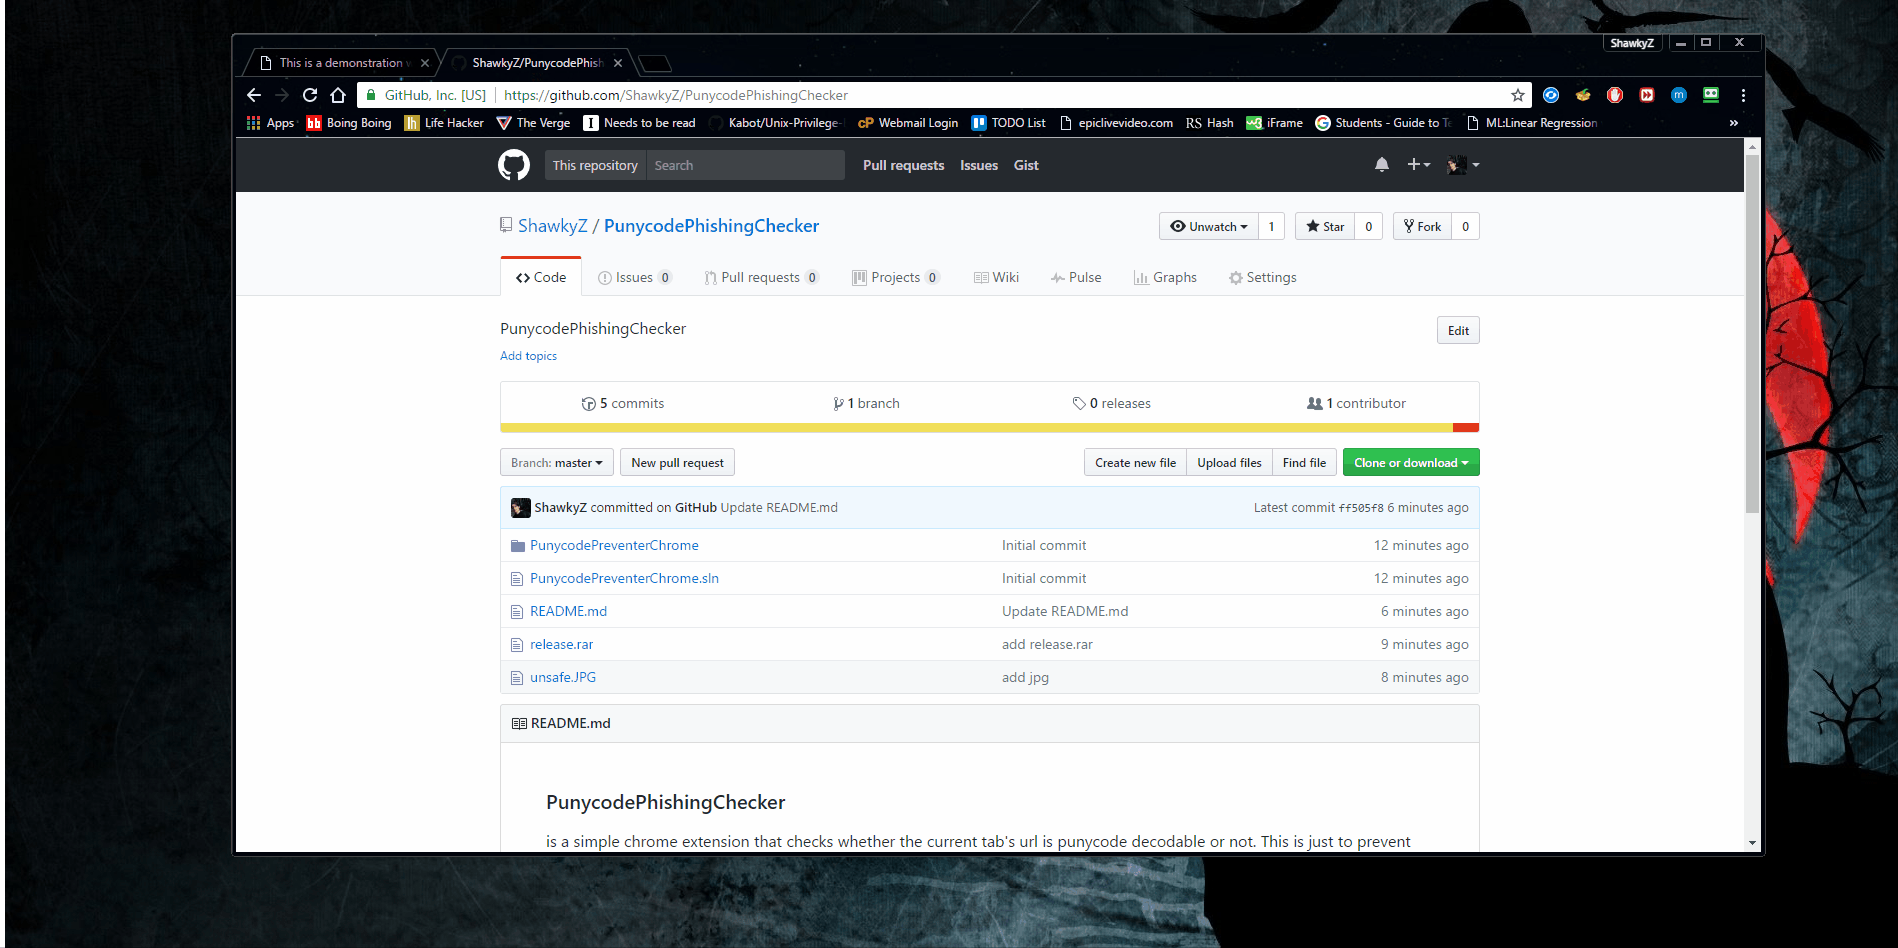 ShawkyZ
This is a demonstration
ShawkyZ/PunycodePhish
GitHub, Inc. [US] https://github.com/ShawkyZ/PunycodePhishingChecker
Apps Boing Boing Life Hacker The Verge Needs to be read Kabot/Unix-Privilege- Webmail Login TODO List epiclivevideo.com RS Hash iFrame Students - Guide to Te ML:Linear Regression »
This repository Search Pull requests Issues Gist
ShawkyZ / PunycodePhishingChecker
Unwatch 1 Star 0 Fork 0
Code Issues 0 Pull requests 0 Projects 0 Wiki Pulse Graphs Settings
PunycodePhishingChecker
Edit
Add topics
5 commits 1 branch 0 releases 1 contributor
Branch: master New pull request Create new file Upload files Find file Clone or download
ShawkyZ committed on GitHub Update README.md Latest commit ff505f8 6 minutes ago
PunycodePreventerChrome Initial commit 12 minutes ago
PunycodePreventerChrome.sln Initial commit 12 minutes ago
README.md Update README.md 6 minutes ago
release.rar add release.rar 9 minutes ago
unsafe.JPG add jpg 8 minutes ago
README.md
PunycodePhishingChecker
is a simple chrome extension that checks whether the current tab's url is punycode decodable or not. This is just to prevent